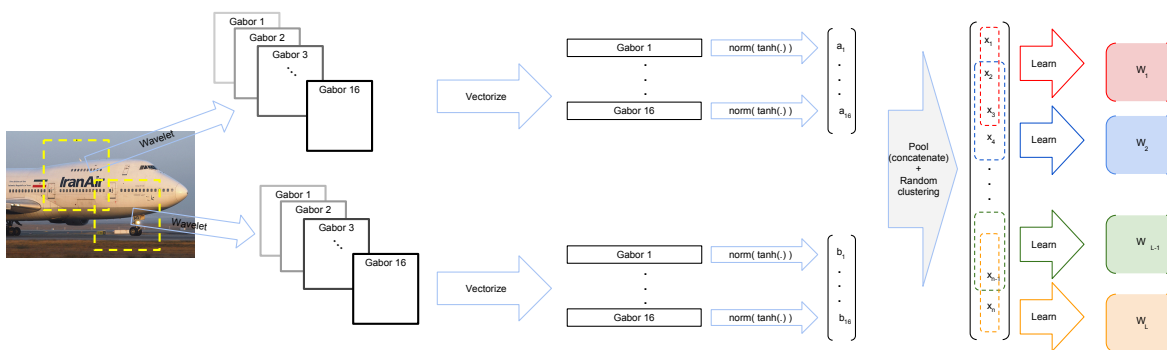 Gabor 1
Gabor 2
Gabor 3
Gabor 16
Wavelet
IranAir
Wavelet
Gabor 1
Gabor 2
Gabor 3
Gabor 16
Vectorize
Vectorize
Gabor 1
norm( tanh(.) )
Gabor 16
norm( tanh(.) )
Gabor 1
norm( tanh(.) )
Gabor 16
norm( tanh(.) )
a1
a16
b1
b16
Pool
(concatenate)
+
Random
clustering
x1
x2
x3
x4
xn-1
xn
Learn
Learn
Learn
Learn
W1
W2
W L-1
WL